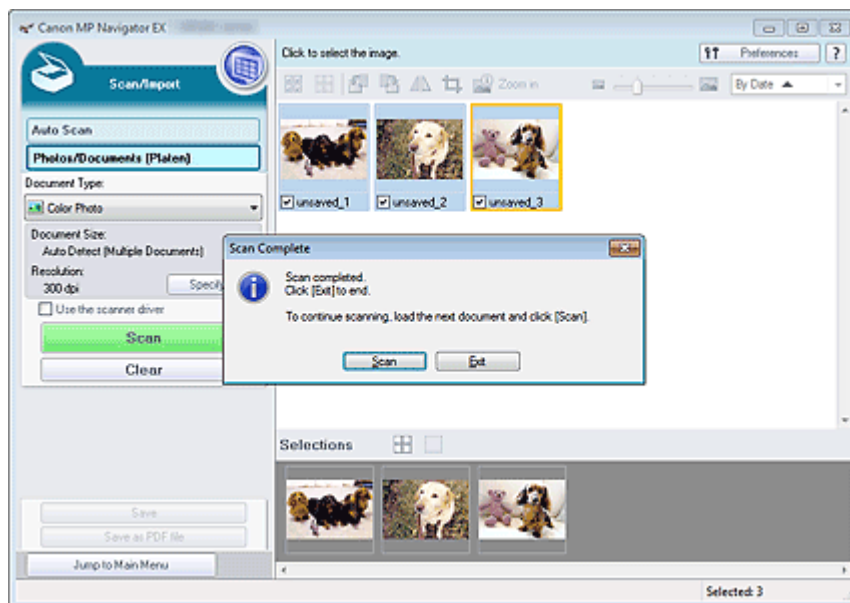 Canon MP Navigator EX
Scan/Import
Click to select the image.
Preferences
?
Zoom in
By Date
Auto Scan
Photos/Documents (Platen)
Document Type:
Color Photo
Document Size:
Auto Detect (Multiple Documents)
Resolution:
300 dpi
Specify
Use the scanner driver
Scan
Clear
unsaved_1
unsaved_2
unsaved_3
Scan Complete
Scan completed.
Click [Exit] to end.
To continue scanning, load the next document and click [Scan].
Scan
Exit
Selections
Save
Save as PDF file
Jump to Main Menu
Selected: 3